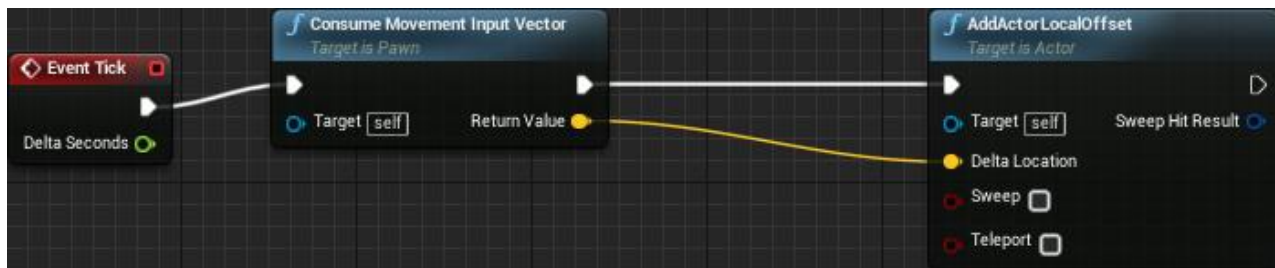 Event Tick
Delta Seconds
Consume Movement Input Vector
Target is Pawn
Target self
Return Value
AddActorLocalOffset
Target is Actor
Target self
Sweep Hit Result
Delta Location
Sweep
Teleport